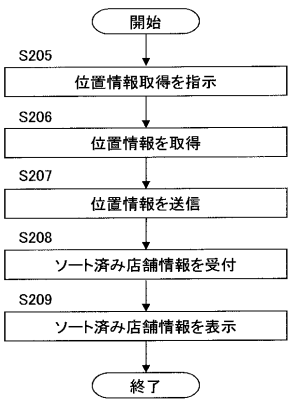 開始
S205
位置情報取得を指示
S206
位置情報を取得
S207
位置情報を送信
S208
ソート済み店舗情報を受付
S209
ソート済み店舗情報を表示
終了